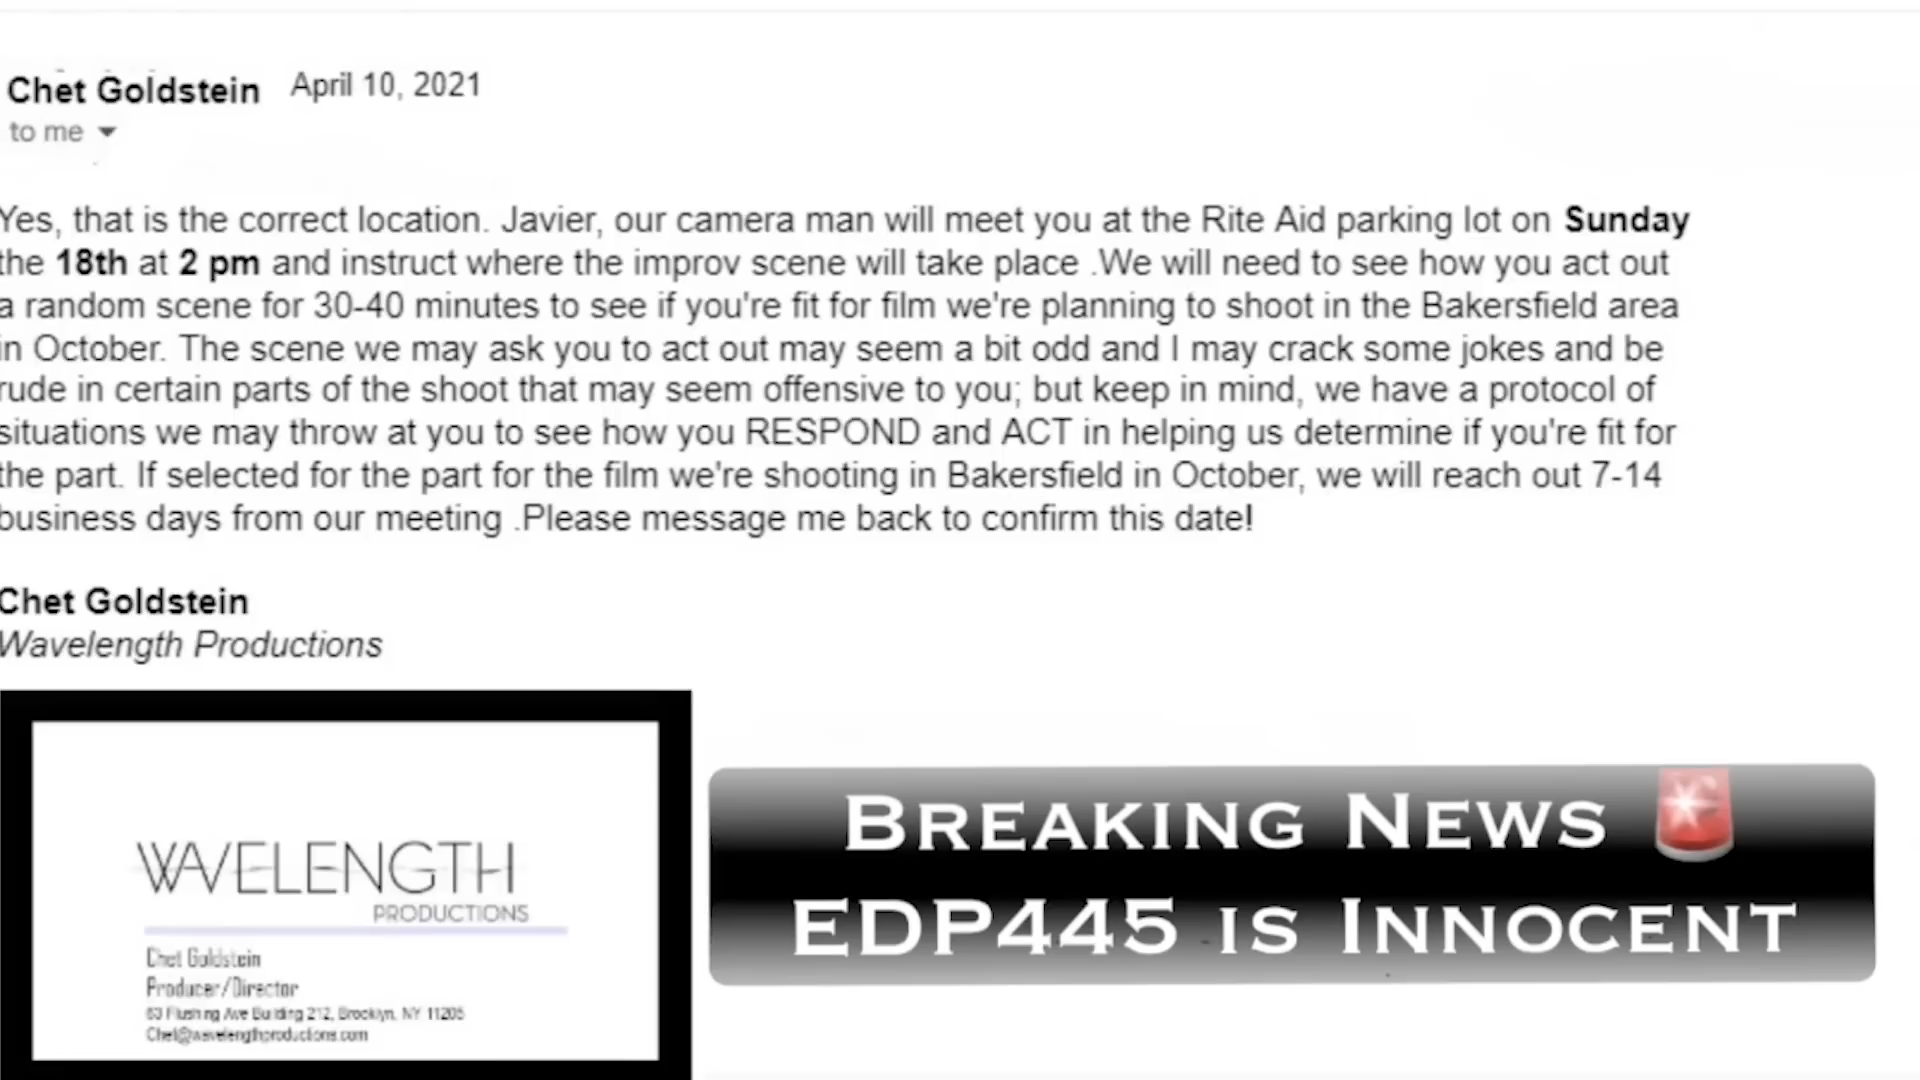 Chet Goldstein April 10, 2021
to me
Yes, that is the correct location. Javier, our camera man will meet you at the Rite Aid parking lot on Sunday
the 18th at 2 pm and instruct where the improv scene will take place .We will need to see how you act out
a random scene for 30-40 minutes to see if you're fit for film we're planning to shoot in the Bakersfield area
in October. The scene we may ask you to act out may seem a bit odd and I may crack some jokes and be
rude in certain parts of the shoot that may seem offensive to you; but keep in mind, we have a protocol of
situations we may throw at you to see how you RESPOND and ACT in helping us determine if you're fit for
the part. If selected for the part for the film we're shooting in Bakersfield in October, we will reach out 7-14
business days from our meeting .Please message me back to confirm this date!
Chet Goldstein
Wavelength Productions
WAVELENGTH
PRODUCTIONS
Chet Goldstein
Producer/Director
63 Flushing Ave Building 212, Brooklyn, NY 11205
Chet@wavelengthproductions.com
BREAKING NEWS 🚨
EDP445 IS INNOCENT